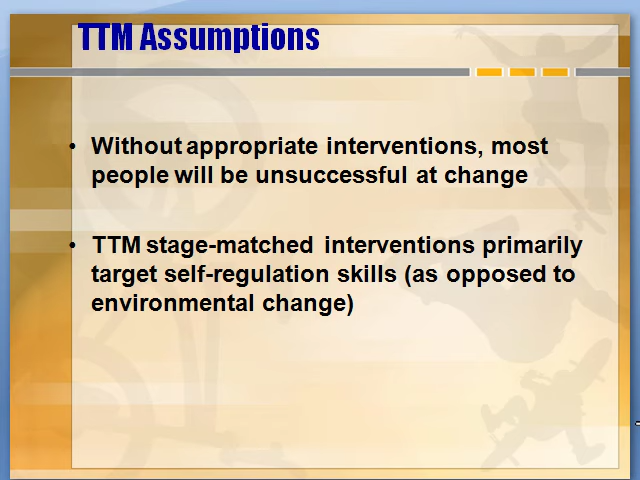 TTM Assumptions
• Without appropriate interventions, most
people will be unsuccessful at change
• TTM stage-matched interventions primarily
target self-regulation skills (as opposed to
environmental change)